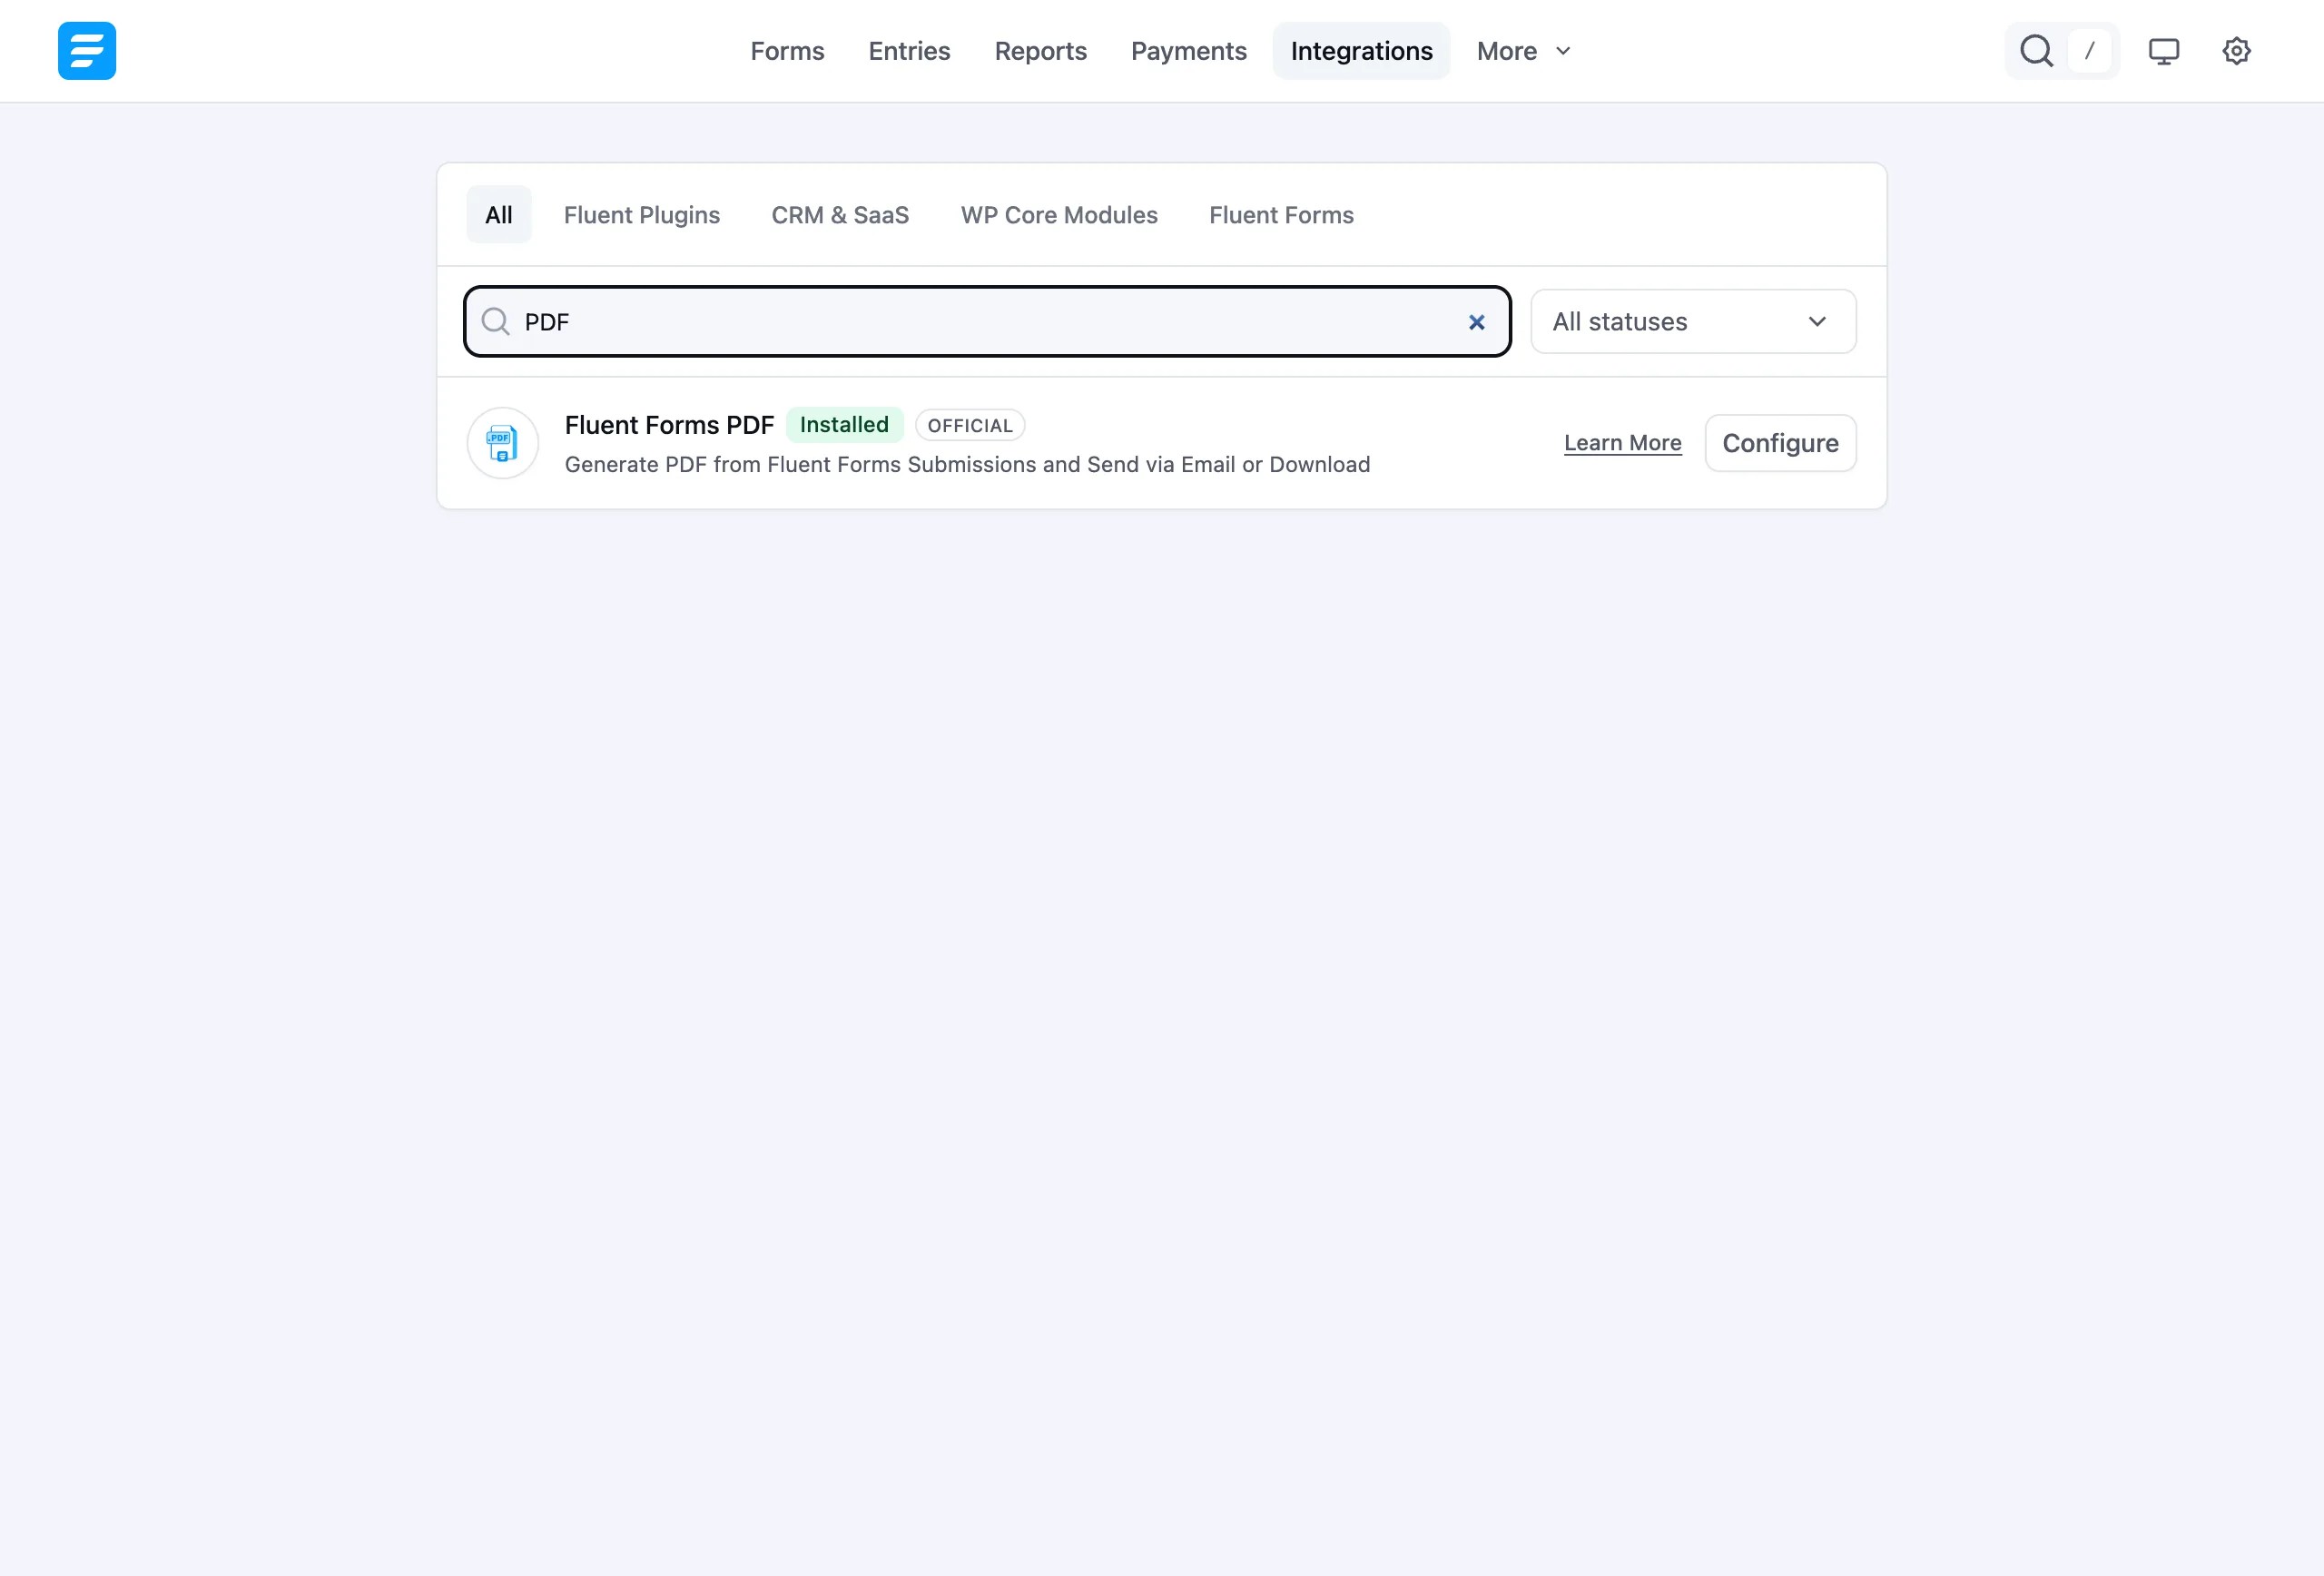 Forms Entries Reports Payments Integrations More /
All Fluent Plugins CRM & SaaS WP Core Modules Fluent Forms
PDF All statuses
.PDF
Fluent Forms PDF Installed OFFICIAL
Generate PDF from Fluent Forms Submissions and Send via Email or Download
Learn More Configure